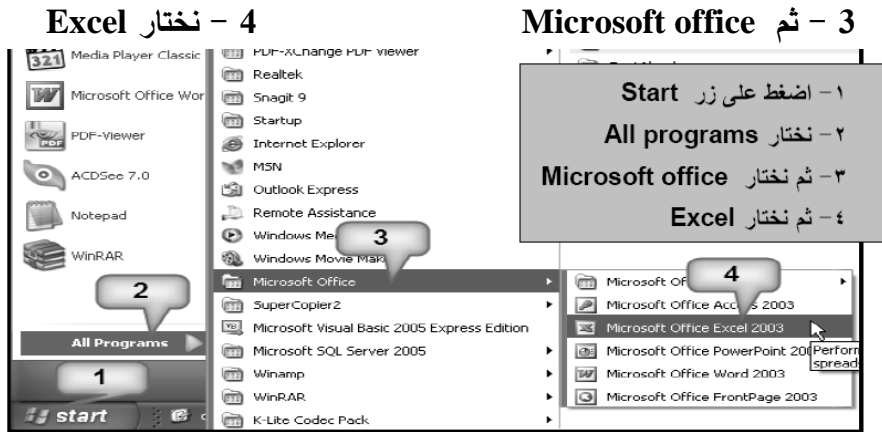 3 - ثم Microsoft office
4 - نختار Excel
١- اضغط على زر Start
٢- نختار All programs
٣- ثم نختار Microsoft office
٤- ثم نختار Excel
Media Player Classic
Microsoft Office Wor
PDF-Viewer
ACDSee 7.0
Notepad
WinRAR
2
All Programs
1
start
PDF-XChange PDF Viewer
Realtek
Snagit 9
Startup
Internet Explorer
MSN
Outlook Express
Remote Assistance
Windows Me
3
Windows Movie Mak
Microsoft Office
SuperCopier2
Microsoft Visual Basic 2005 Express Edition
Microsoft SQL Server 2005
Winamp
WinRAR
K-Lite Codec Pack
Microsoft Of
4
Microsoft Office Access 2003
Microsoft Office Excel 2003
Microsoft Office PowerPoint 200
Perform
spreads
Microsoft Office Word 2003
Microsoft Office FrontPage 2003